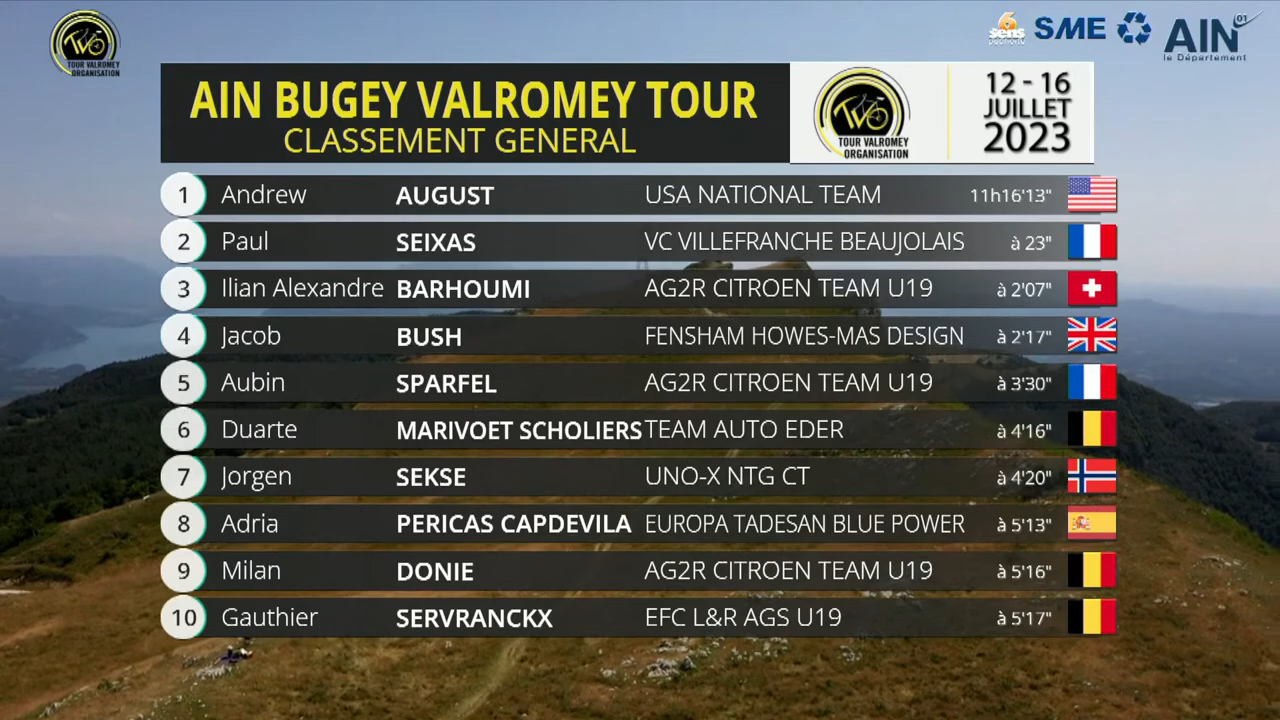 TVO
TOUR VALROMEY
ORGANISATION
6
sens
publicité
SME
AIN 01
le Département
AIN BUGEY VALROMEY TOUR
CLASSEMENT GENERAL
TVO
TOUR VALROMEY
ORGANISATION
12 - 16
JUILLET
2023
1 Andrew AUGUST USA NATIONAL TEAM 11h16'13"
2 Paul SEIXAS VC VILLEFRANCHE BEAUJOLAIS à 23"
3 Ilian Alexandre BARHOUMI AG2R CITROEN TEAM U19 à 2'07"
4 Jacob BUSH FENSHAM HOWES-MAS DESIGN à 2'17"
5 Aubin SPARFEL AG2R CITROEN TEAM U19 à 3'30"
6 Duarte MARIVOET SCHOLIERS TEAM AUTO EDER à 4'16"
7 Jorgen SEKSE UNO-X NTG CT à 4'20"
8 Adria PERICAS CAPDEVILA EUROPA TADESAN BLUE POWER à 5'13"
9 Milan DONIE AG2R CITROEN TEAM U19 à 5'16"
10 Gauthier SERVRANCKX EFC L&R AGS U19 à 5'17"